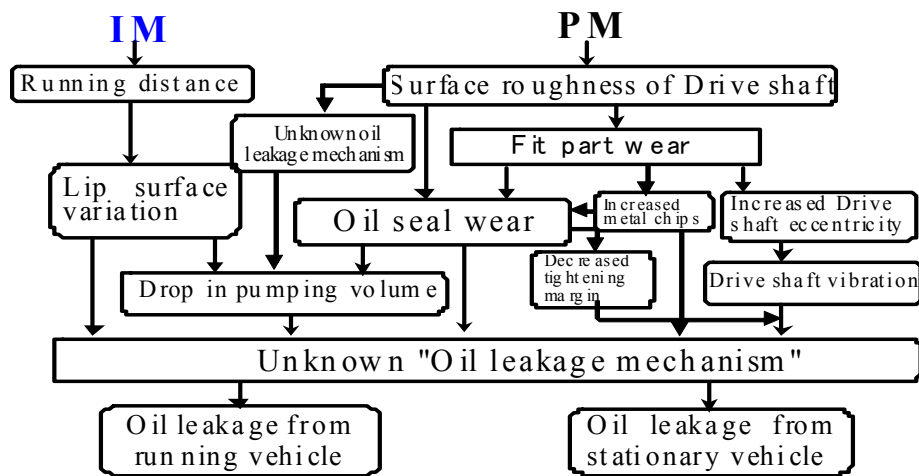 IM
PM
Running distance
Surface roughness of Drive shaft
Unknown oil
leakage mechanism
Fit part wear
Lip surface
variation
Oil seal wear
Increased
metal chips
Increased Drive
shaft eccentricity
Decreased
tightening
margin
Drop in pumping volume
Drive shaft vibration
Unknown "Oil leakage mechanism"
Oil leakage from
running vehicle
Oil leakage from
stationary vehicle